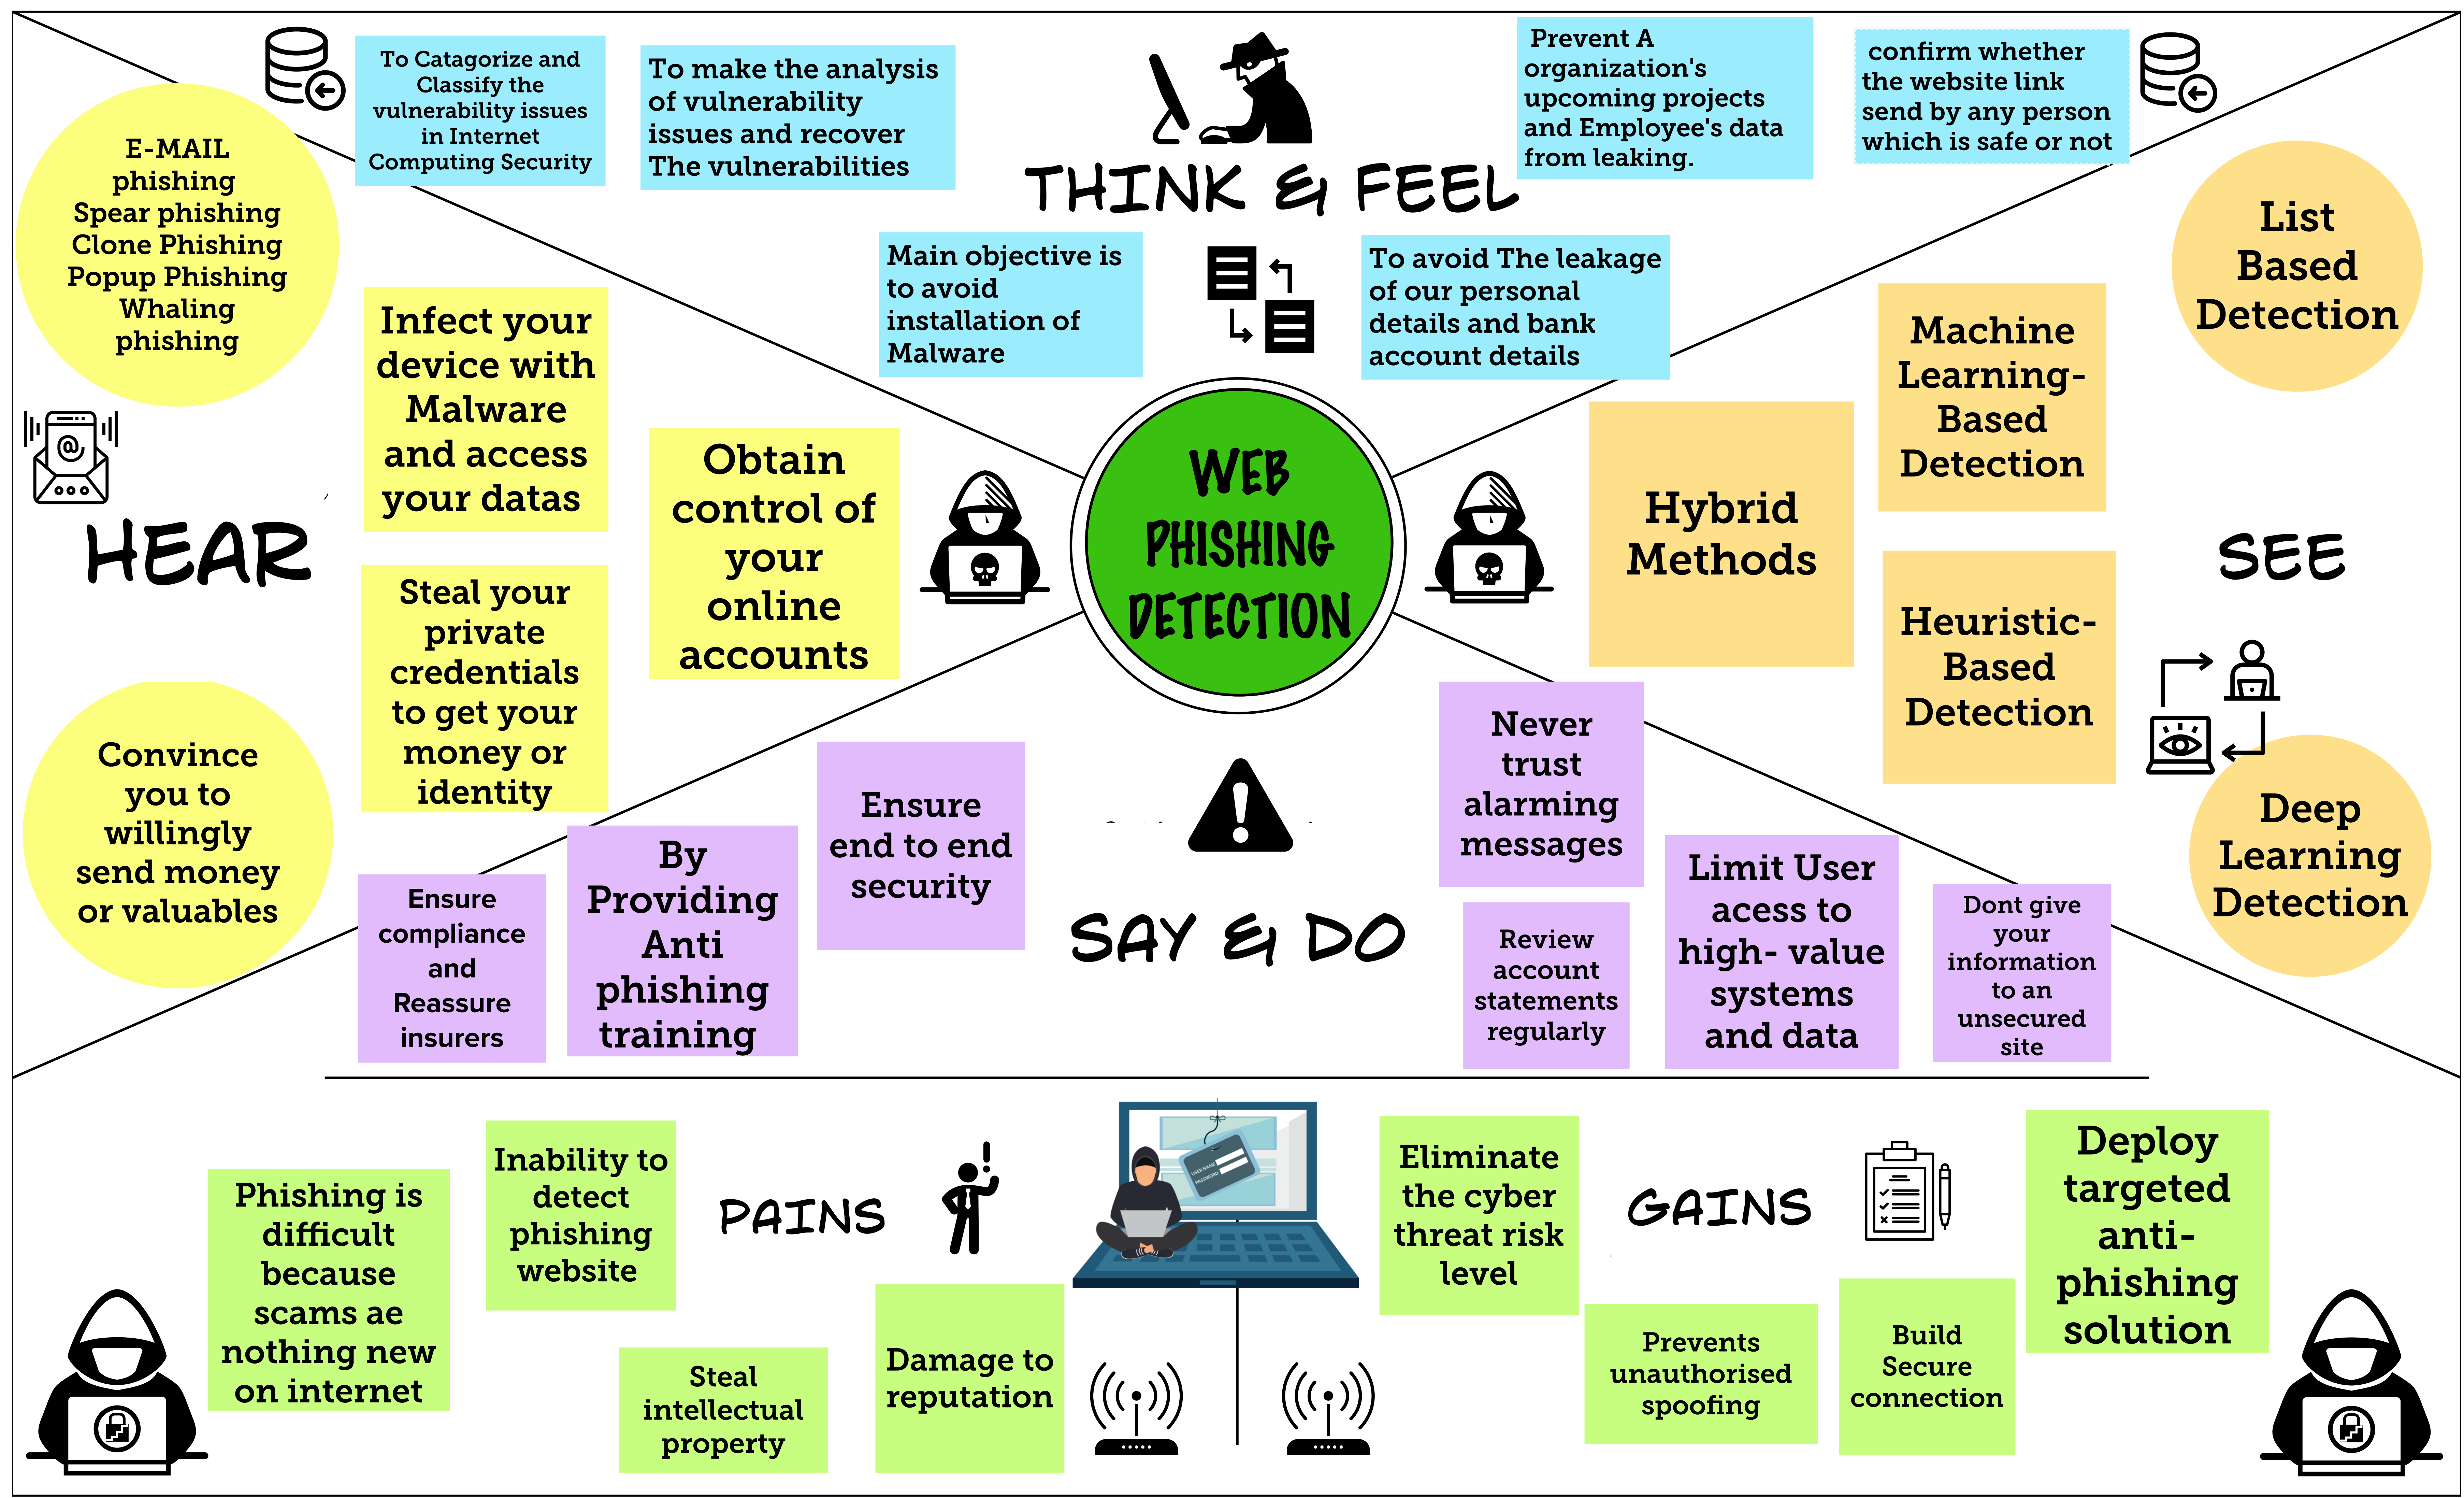 To Catagorize and
Classify the
vulnerability issues
in Internet
Computing Security
To make the analysis
of vulnerability
issues and recover
The vulnerabilities
THINK & FEEL
Prevent A
organization's
upcoming projects
and Employee's data
from leaking.
confirm whether
the website link
send by any person
which is safe or not
Main objective is
to avoid
installation of
Malware
To avoid The leakage
of our personal
details and bank
account details
E-MAIL
phishing
Spear phishing
Clone Phishing
Popup Phishing
Whaling
phishing
@
HEAR
Infect your
device with
Malware
and access
your datas
Obtain
control of
your
online
accounts
Steal your
private
credentials
to get your
money or
identity
Convince
you to
willingly
send money
or valuables
WEB
PHISHING
DETECTION
List
Based
Detection
Machine
Learning-
Based
Detection
Hybrid
Methods
SEE
Heuristic-
Based
Detection
Deep
Learning
Detection
Ensure
compliance
and
Reassure
insurers
By
Providing
Anti
phishing
training
Ensure
end to end
security
SAY & DO
Never
trust
alarming
messages
Review
account
statements
regularly
Limit User
acess to
high- value
systems
and data
Dont give
your
information
to an
unsecured
site
Phishing is
difficult
because
scams ae
nothing new
on internet
Inability to
detect
phishing
website
PAINS
Steal
intellectual
property
Damage to
reputation
USER NAME
PASSWORD
Eliminate
the cyber
threat risk
level
GAINS
Prevents
unauthorised
spoofing
Build
Secure
connection
Deploy
targeted
anti-
phishing
solution